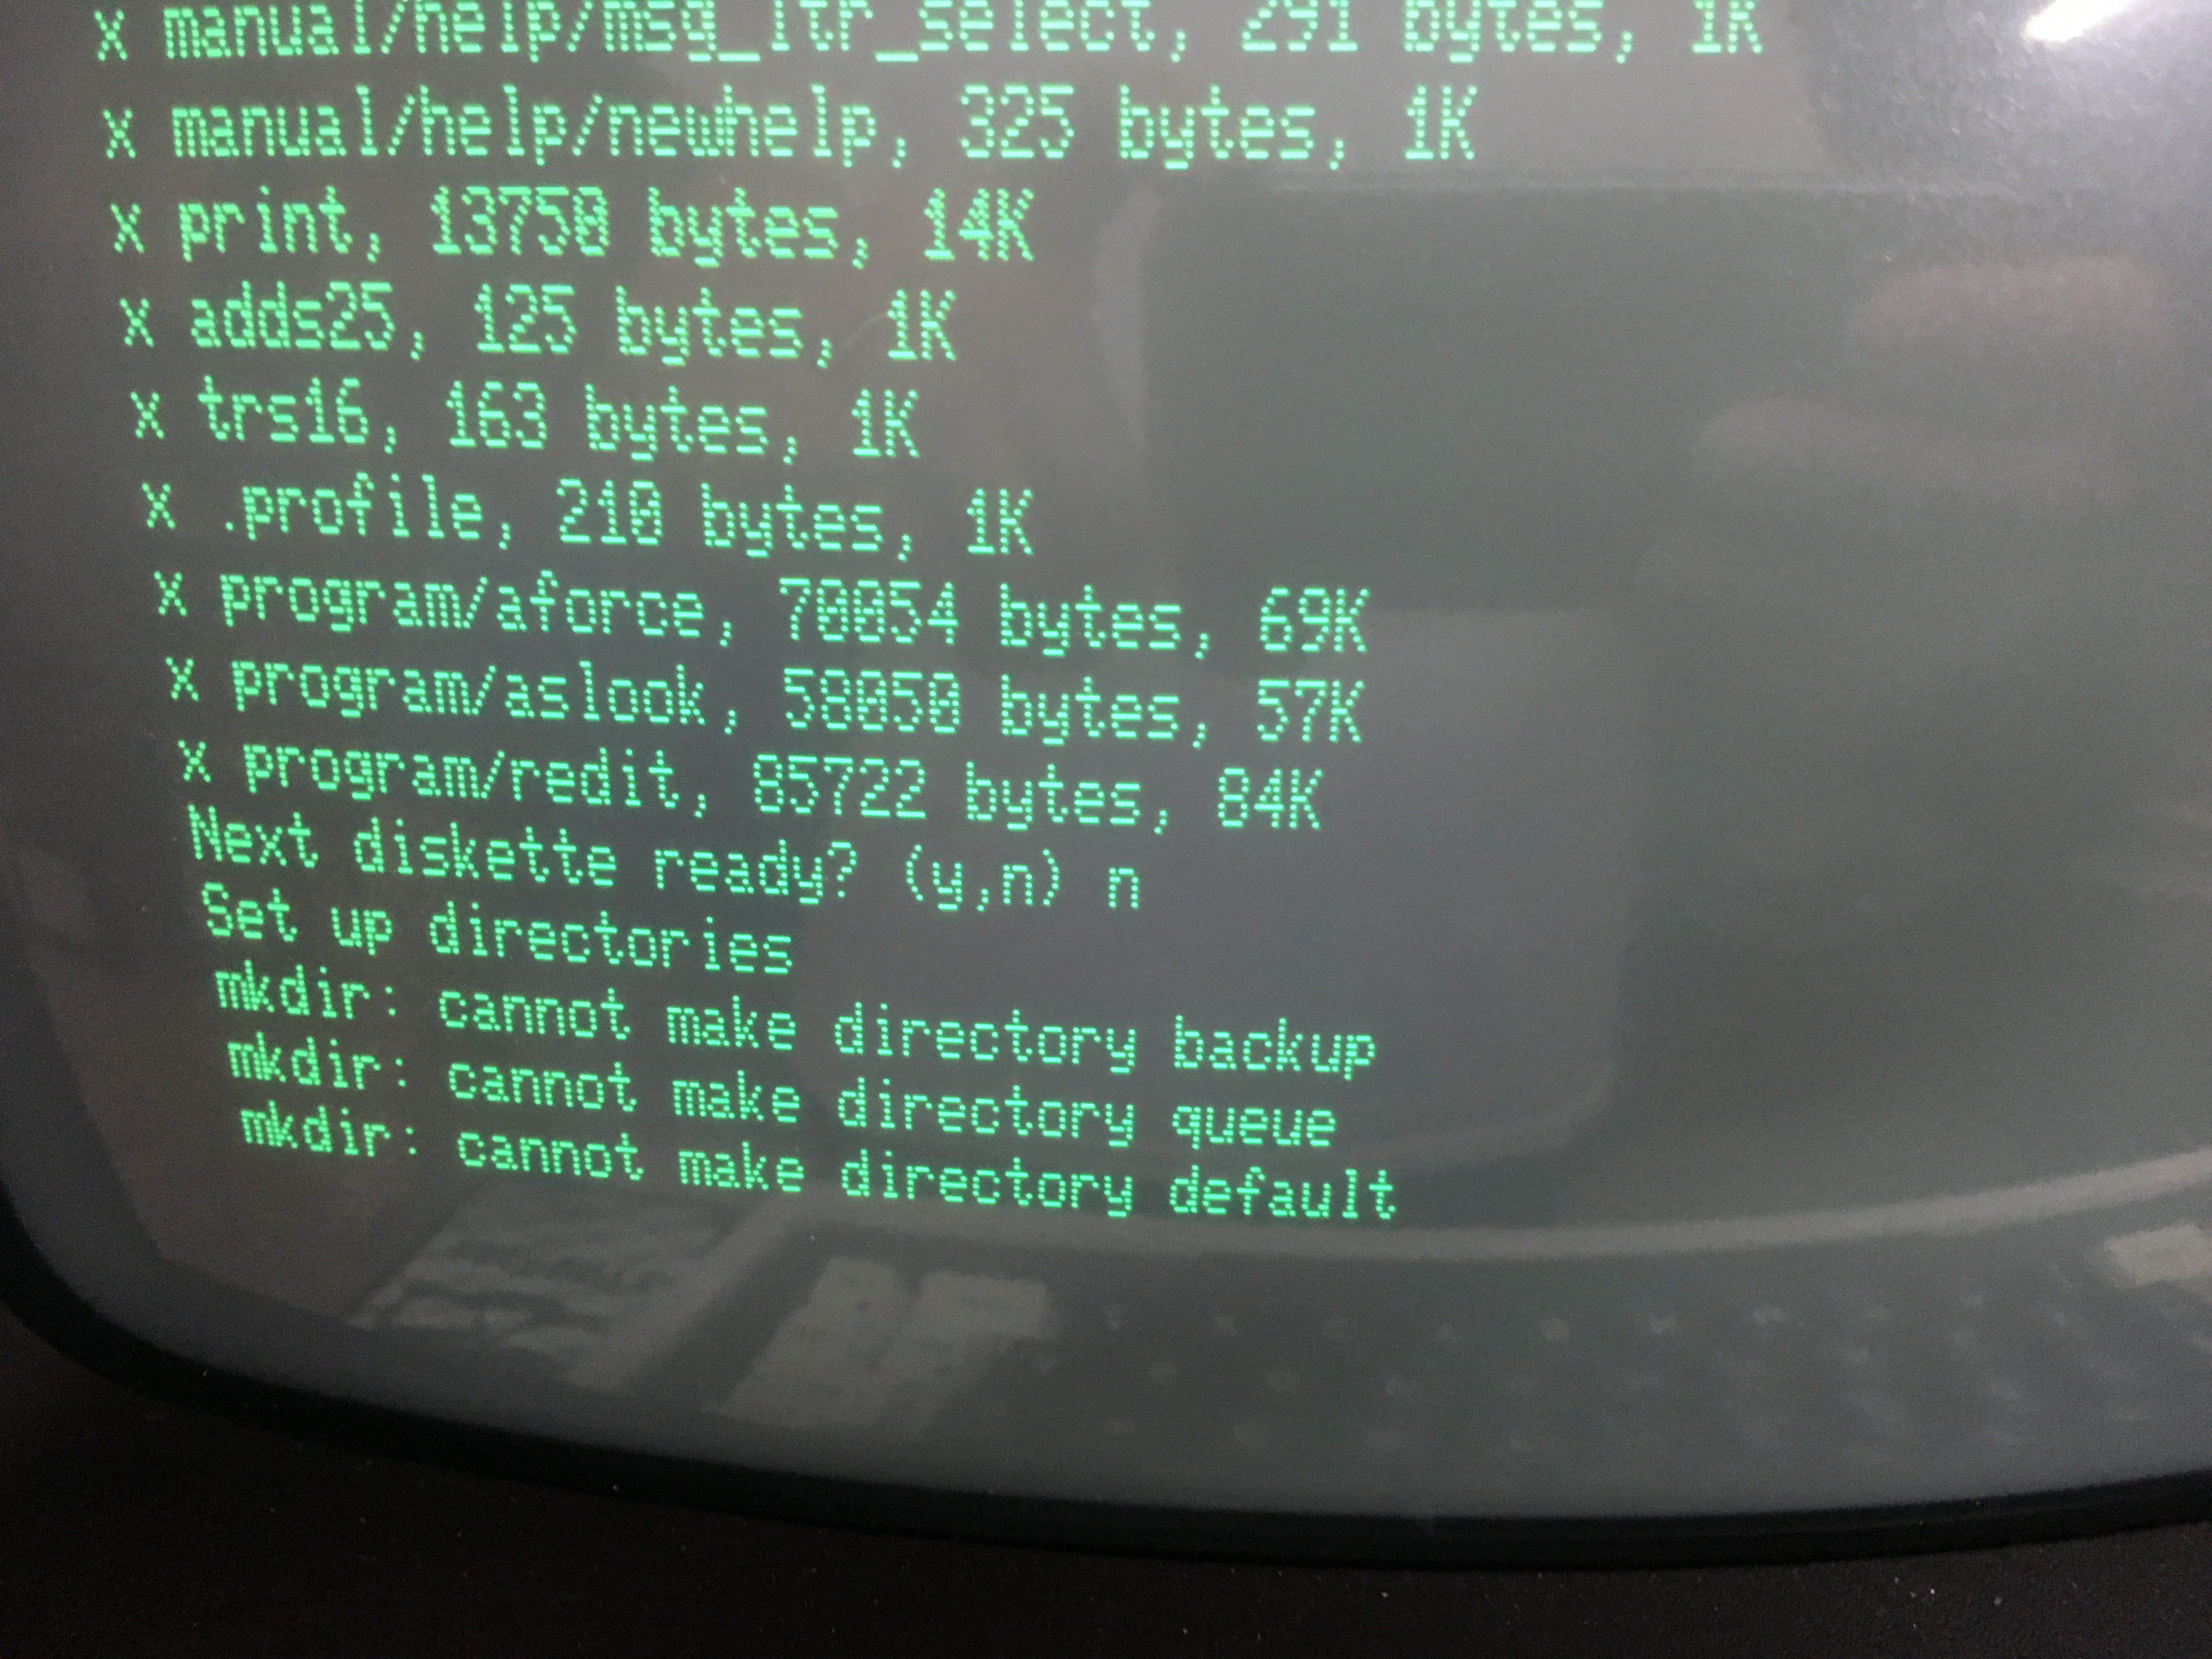 x manual/help/msg_ltr_select, 291 bytes, 1K
x manual/help/newhelp, 325 bytes, 1K
x print, 13750 bytes, 14K
x adds25, 125 bytes, 1K
x trs16, 163 bytes, 1K
x .profile, 210 bytes, 1K
x program/aforce, 70054 bytes, 69K
x program/aslook, 58050 bytes, 57K
x program/redit, 85722 bytes, 84K
Next diskette ready? (y,n) n
Set up directories
mkdir: cannot make directory backup
mkdir: cannot make directory queue
mkdir: cannot make directory default